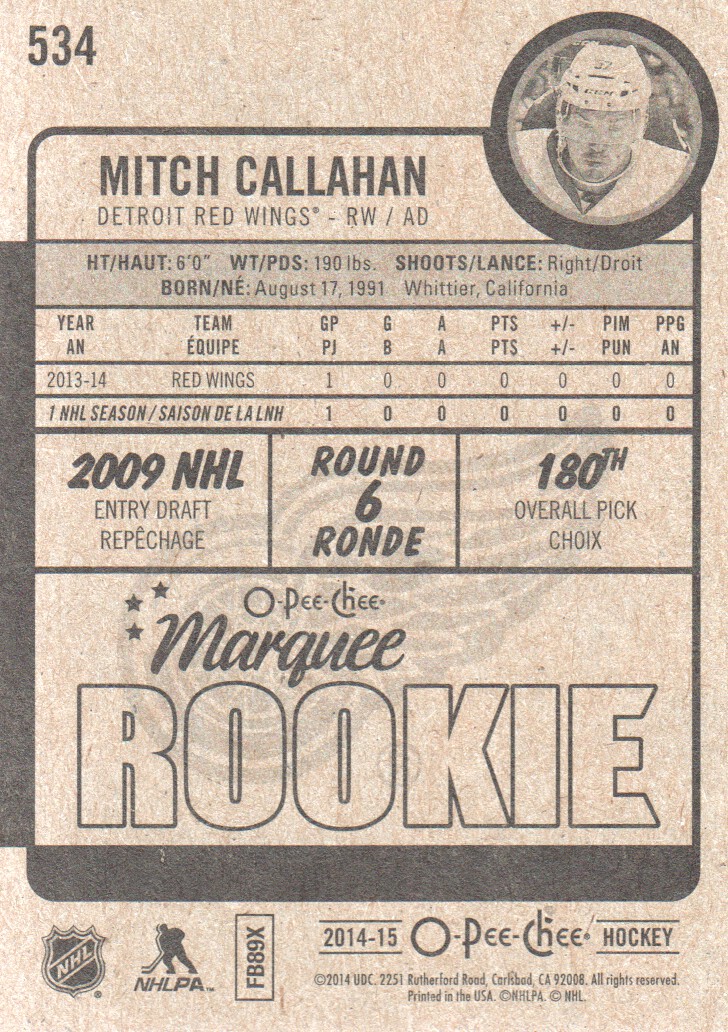 534
37
CCM
MITCH CALLAHAN
DETROIT RED WINGS® - RW / AD
HT/HAUT: 6'0" WT/PDS: 190 lbs. SHOOTS/LANCE: Right/Droit
BORN/NÉ: August 17, 1991 Whittier, California
YEAR TEAM GP G A PTS +/- PIM PPG
AN ÉQUIPE PJ B A PTS +/- PUN AN
2013-14 RED WINGS 1 0 0 0 0 0 0
1 NHL SEASON / SAISON DE LA LNH 1 0 0 0 0 0 0
2009 NHL
ENTRY DRAFT
REPÊCHAGE
ROUND
6
RONDE
180TH
OVERALL PICK
CHOIX
O-Pee-Chee®
Marquee
ROOKIE
NHL
NHLPA™
FB89X
2014-15 O-Pee-Chee® HOCKEY
©2014 UDC. 2251 Rutherford Road, Carlsbad, CA 92008. All rights reserved.
Printed in the USA. ©NHLPA. © NHL.